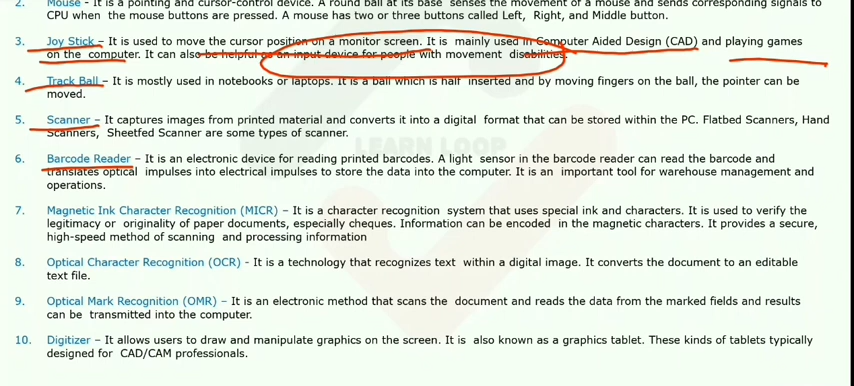 2. Mouse - It is a pointing and cursor-control device. A round ball at its base senses the movement of a mouse and sends corresponding signals to
CPU when the mouse buttons are pressed. A mouse has two or three buttons called Left, Right, and Middle button.
3. Joy Stick – It is used to move the cursor position on a monitor screen. It is mainly used in Computer Aided Design (CAD) and playing games
on the computer. It can also be helpful as an input device for people with movement disabilities.
4. Track Ball – It is mostly used in notebooks or laptops. It is a ball which is half inserted and by moving fingers on the ball, the pointer can be
moved.
5. Scanner – It captures images from printed material and converts it into a digital format that can be stored within the PC. Flatbed Scanners, Hand
Scanners, Sheetfed Scanner are some types of scanner.
LEARN LOOP
6. Barcode Reader – It is an electronic device for reading printed barcodes. A light sensor in the barcode reader can read the barcode and
translates optical impulses into electrical impulses to store the data into the computer. It is an important tool for warehouse management and
operations.
7. Magnetic Ink Character Recognition (MICR) – It is a character recognition system that uses special ink and characters. It is used to verify the
legitimacy or originality of paper documents, especially cheques. Information can be encoded in the magnetic characters. It provides a secure,
high-speed method of scanning and processing information
8. Optical Character Recognition (OCR) - It is a technology that recognizes text within a digital image. It converts the document to an editable
text file.
9. Optical Mark Recognition (OMR) – It is an electronic method that scans the document and reads the data from the marked fields and results
can be transmitted into the computer.
10. Digitizer – It allows users to draw and manipulate graphics on the screen. It is also known as a graphics tablet. These kinds of tablets typically
designed for CAD/CAM professionals.